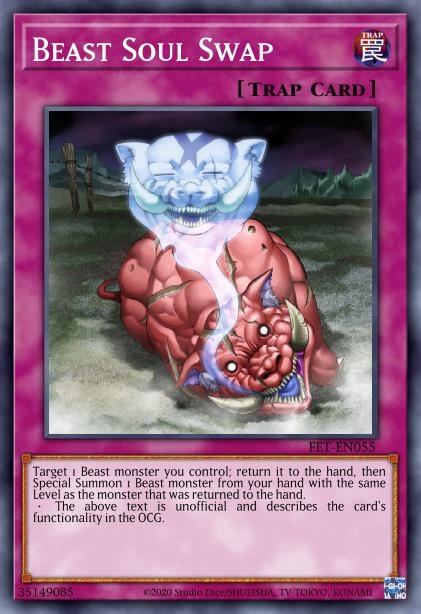 Beast Soul Swap
TRAP
罠
[Trap Card]
FET-EN055
Target 1 Beast monster you control; return it to the hand, then
Special Summon 1 Beast monster from your hand with the same
Level as the monster that was returned to the hand.
· The above text is unofficial and describes the card's
functionality in the OCG.
35149085
©2020 Studio Dice/SHUEISHA, TV TOKYO, KONAMI